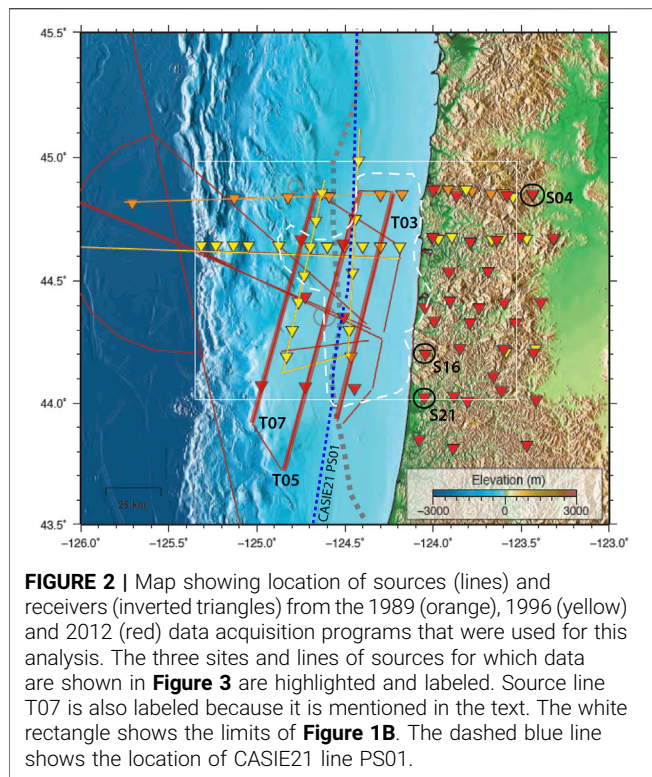 45.5˚
45.0˚
44.5˚
44.0˚
43.5˚
T03
S04
S16
S21
T07
T05
CASIE21 PS01
25 km
Elevation (m)
−3000 0 3000
−126.0˚ −125.5˚ −125.0˚ −124.5˚ −124.0˚ −123.5˚ −123.0˚
FIGURE 2 | Map showing location of sources (lines) and
receivers (inverted triangles) from the 1989 (orange), 1996 (yellow)
and 2012 (red) data acquisition programs that were used for this
analysis. The three sites and lines of sources for which data
are shown in Figure 3 are highlighted and labeled. Source line
T07 is also labeled because it is mentioned in the text. The white
rectangle shows the limits of Figure 1B. The dashed blue line
shows the location of CASIE21 line PS01.